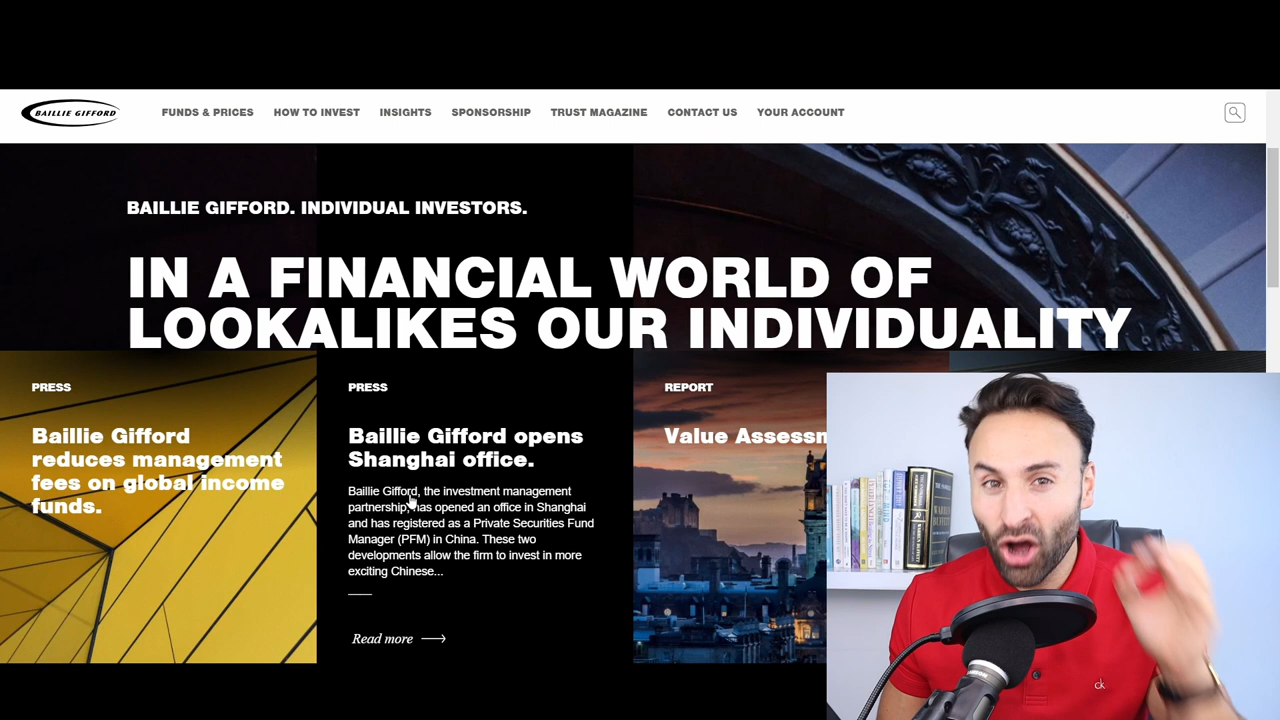 BAILLIE GIFFORD
FUNDS & PRICES
HOW TO INVEST
INSIGHTS
SPONSORSHIP
TRUST MAGAZINE
CONTACT US
YOUR ACCOUNT
BAILLIE GIFFORD. INDIVIDUAL INVESTORS.
IN A FINANCIAL WORLD OF
LOOKALIKES OUR INDIVIDUALITY
PRESS
Baillie Gifford
reduces management
fees on global income
funds.
PRESS
Baillie Gifford opens
Shanghai office.
Baillie Gifford, the investment management
partnership, has opened an office in Shanghai
and has registered as a Private Securities Fund
Manager (PFM) in China. These two
developments allow the firm to invest in more
exciting Chinese...
Read more
REPORT
Value
ck